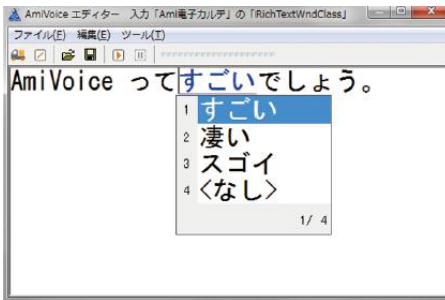 AmiVoice エディター 入力「Ami電子カルテ」の「RichTextWndClass」
ファイル(F) 編集(E) ツール(T)
AmiVoice ってすごいでしょう。
1 すごい
2 凄い
3 スゴイ
4 <なし>
1/ 4